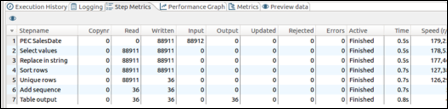 Execution History Logging Step Metrics Performance Graph Metrics Preview data
Stepname Copynr Read Written Input Output Updated Rejected Errors Active Time Speed (r
1 PEC SalesDate 0 0 88911 88912 0 0 0 0 Finished 0.5s 179,2
2 Select values 0 88911 88911 0 0 0 0 0 Finished 0.5s 178,5
3 Replace in string 0 88911 88911 0 0 0 0 0 Finished 0.5s 177,4
4 Sort rows 0 88911 88911 0 0 0 0 0 Finished 0.7s 127,3
5 Unique rows 0 88911 36 0 0 0 0 0 Finished 0.7s 126,2
6 Add sequence 0 36 36 0 0 0 0 0 Finished 0.7s
7 Table output 0 36 36 0 36 0 0 0 Finished 0.8s